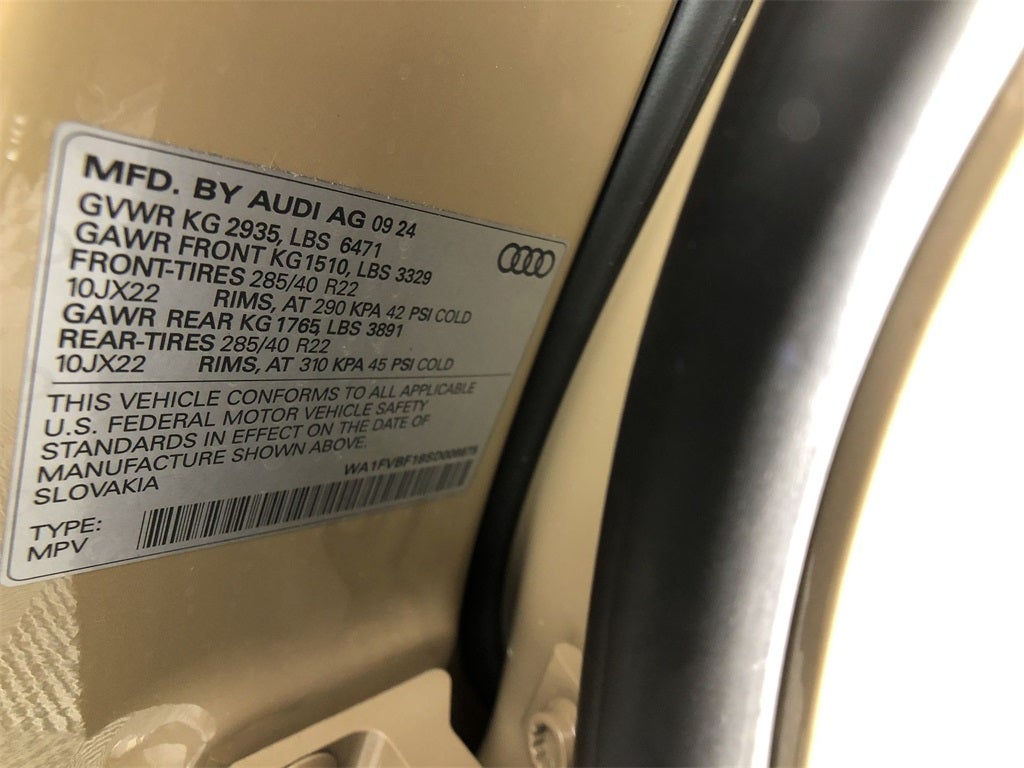 MFD. BY AUDI AG 09 24
GVWR KG 2935, LBS 6471
GAWR FRONT KG 1510, LBS 3329
FRONT-TIRES 285/40 R22
10JX22 RIMS, AT 290 KPA 42 PSI COLD
GAWR REAR KG 1765, LBS 3891
REAR-TIRES 285/40 R22
10JX22 RIMS, AT 310 KPA 45 PSI COLD
THIS VEHICLE CONFORMS TO ALL APPLICABLE
U.S. FEDERAL MOTOR VEHICLE SAFETY
STANDARDS IN EFFECT ON THE DATE OF
MANUFACTURE SHOWN ABOVE.
SLOVAKIA
TYPE:
MPV